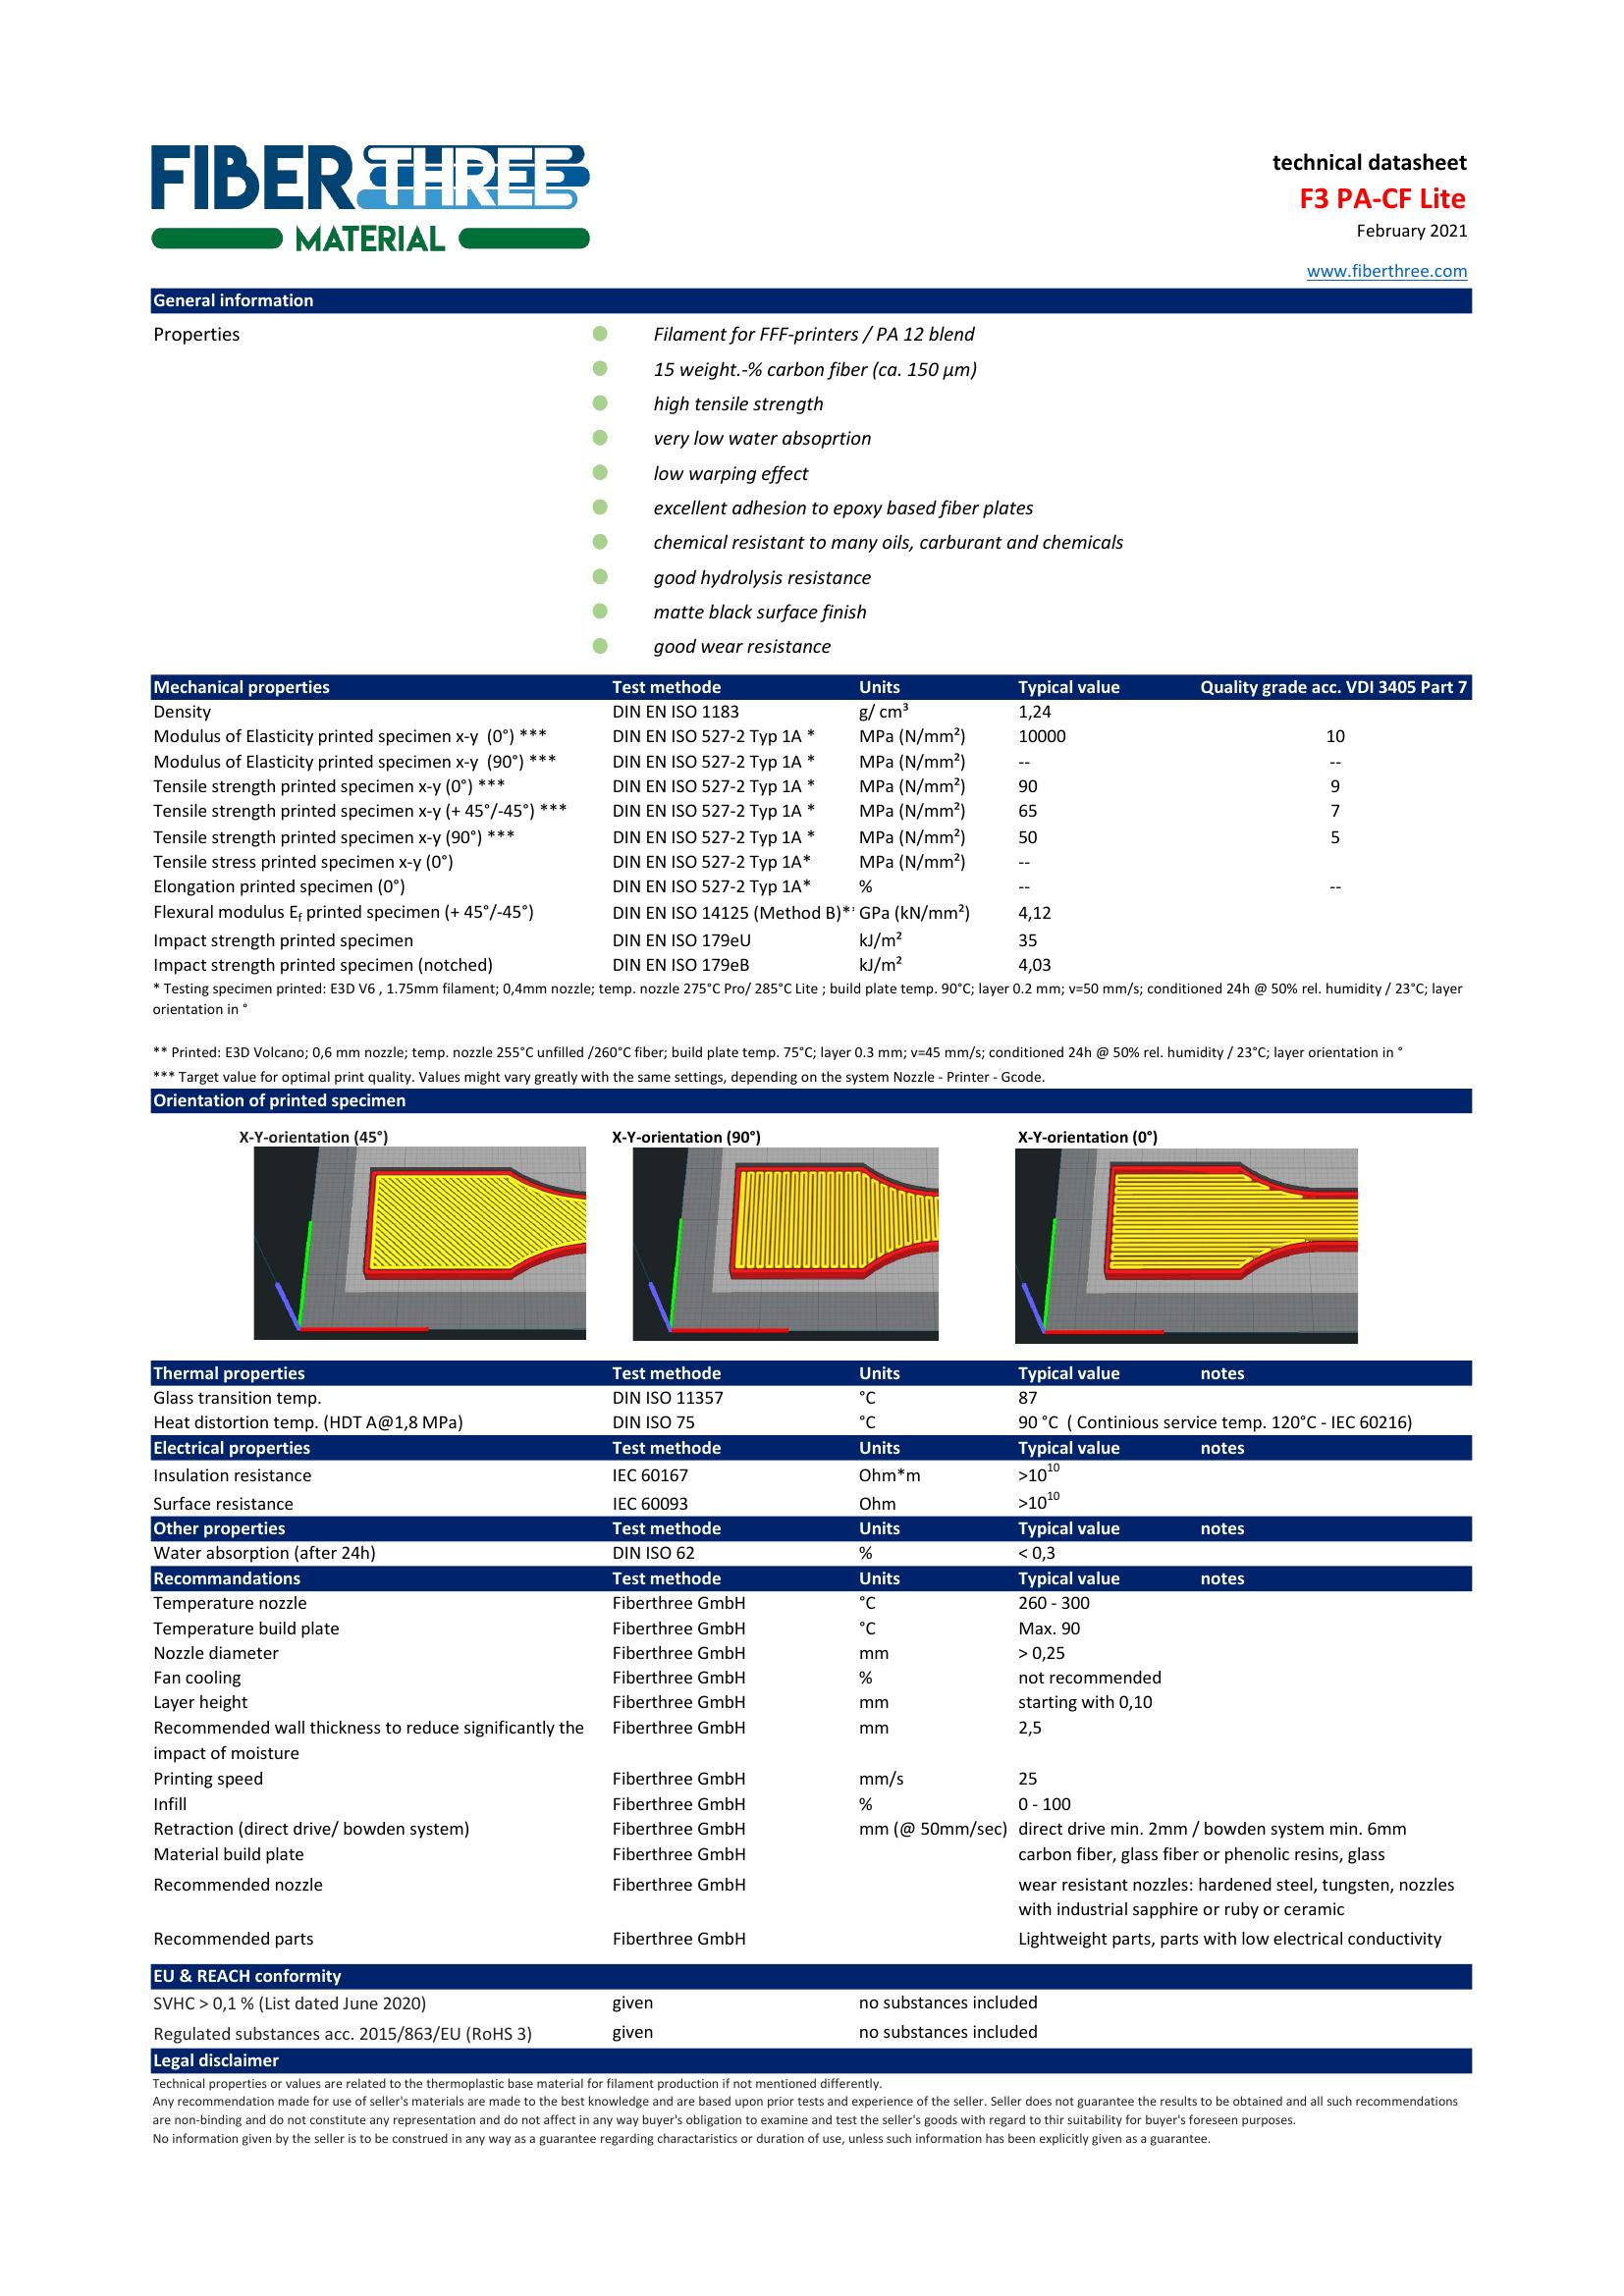 FIBER THREE
MATERIAL
technical datasheet
F3 PA-CF Lite
February 2021
www.fiberthree.com
General information
Properties
Filament for FFF-printers / PA 12 blend
15 weight.-% carbon fiber (ca. 150 µm)
high tensile strength
very low water absoprtion
low warping effect
excellent adhesion to epoxy based fiber plates
chemical resistant to many oils, carburant and chemicals
good hydrolysis resistance
matte black surface finish
good wear resistance
Mechanical properties Test methode Units Typical value Quality grade acc. VDI 3405 Part 7
Density DIN EN ISO 1183 g/ cm³ 1,24
Modulus of Elasticity printed specimen x-y (0°) *** DIN EN ISO 527-2 Typ 1A * MPa (N/mm²) 10000 10
Modulus of Elasticity printed specimen x-y (90°) *** DIN EN ISO 527-2 Typ 1A * MPa (N/mm²) -- --
Tensile strength printed specimen x-y (0°) *** DIN EN ISO 527-2 Typ 1A * MPa (N/mm²) 90 9
Tensile strength printed specimen x-y (+ 45°/-45°) *** DIN EN ISO 527-2 Typ 1A * MPa (N/mm²) 65 7
Tensile strength printed specimen x-y (90°) *** DIN EN ISO 527-2 Typ 1A * MPa (N/mm²) 50 5
Tensile stress printed specimen x-y (0°) DIN EN ISO 527-2 Typ 1A* MPa (N/mm²) --
Elongation printed specimen (0°) DIN EN ISO 527-2 Typ 1A* % -- --
Flexural modulus Ef printed specimen (+ 45°/-45°) DIN EN ISO 14125 (Method B)* GPa (kN/mm²) 4,12
Impact strength printed specimen DIN EN ISO 179eU kJ/m² 35
Impact strength printed specimen (notched) DIN EN ISO 179eB kJ/m² 4,03
* Testing specimen printed: E3D V6 , 1.75mm filament; 0,4mm nozzle; temp. nozzle 275°C Pro/ 285°C Lite ; build plate temp. 90°C; layer 0.2 mm; v=50 mm/s; conditioned 24h @ 50% rel. humidity / 23°C; layer
orientation in °
** Printed: E3D Volcano; 0,6 mm nozzle; temp. nozzle 255°C unfilled /260°C fiber; build plate temp. 75°C; layer 0.3 mm; v=45 mm/s; conditioned 24h @ 50% rel. humidity / 23°C; layer orientation in °
*** Target value for optimal print quality. Values might vary greatly with the same settings, depending on the system Nozzle - Printer - Gcode.
Orientation of printed specimen
X-Y-orientation (45°) X-Y-orientation (90°) X-Y-orientation (0°)
Thermal properties Test methode Units Typical value notes
Glass transition temp. DIN ISO 11357 °C 87
Heat distortion temp. (HDT A@1,8 MPa) DIN ISO 75 °C 90 °C ( Continious service temp. 120°C - IEC 60216)
Electrical properties Test methode Units Typical value notes
Insulation resistance IEC 60167 Ohm*m >10¹⁰
Surface resistance IEC 60093 Ohm >10¹⁰
Other properties Test methode Units Typical value notes
Water absorption (after 24h) DIN ISO 62 % < 0,3
Recommandations Test methode Units Typical value notes
Temperature nozzle Fiberthree GmbH °C 260 - 300
Temperature build plate Fiberthree GmbH °C Max. 90
Nozzle diameter Fiberthree GmbH mm > 0,25
Fan cooling Fiberthree GmbH % not recommended
Layer height Fiberthree GmbH mm starting with 0,10
Recommended wall thickness to reduce significantly the Fiberthree GmbH mm 2,5
impact of moisture
Printing speed Fiberthree GmbH mm/s 25
Infill Fiberthree GmbH % 0 - 100
Retraction (direct drive/ bowden system) Fiberthree GmbH mm (@ 50mm/sec) direct drive min. 2mm / bowden system min. 6mm
Material build plate Fiberthree GmbH carbon fiber, glass fiber or phenolic resins, glass
Recommended nozzle Fiberthree GmbH wear resistant nozzles: hardened steel, tungsten, nozzles
with industrial sapphire or ruby or ceramic
Recommended parts Fiberthree GmbH Lightweight parts, parts with low electrical conductivity
EU & REACH conformity
SVHC > 0,1 % (List dated June 2020) given no substances included
Regulated substances acc. 2015/863/EU (RoHS 3) given no substances included
Legal disclaimer
Technical properties or values are related to the thermoplastic base material for filament production if not mentioned differently.
Any recommendation made for use of seller's materials are made to the best knowledge and are based upon prior tests and experience of the seller. Seller does not guarantee the results to be obtained and all such recommendations
are non-binding and do not constitute any representation and do not affect in any way buyer's obligation to examine and test the seller's goods with regard to thir suitability for buyer's foreseen purposes.
No information given by the seller is to be construed in any way as a guarantee regarding charactaristics or duration of use, unless such information has been explicitly given as a guarantee.